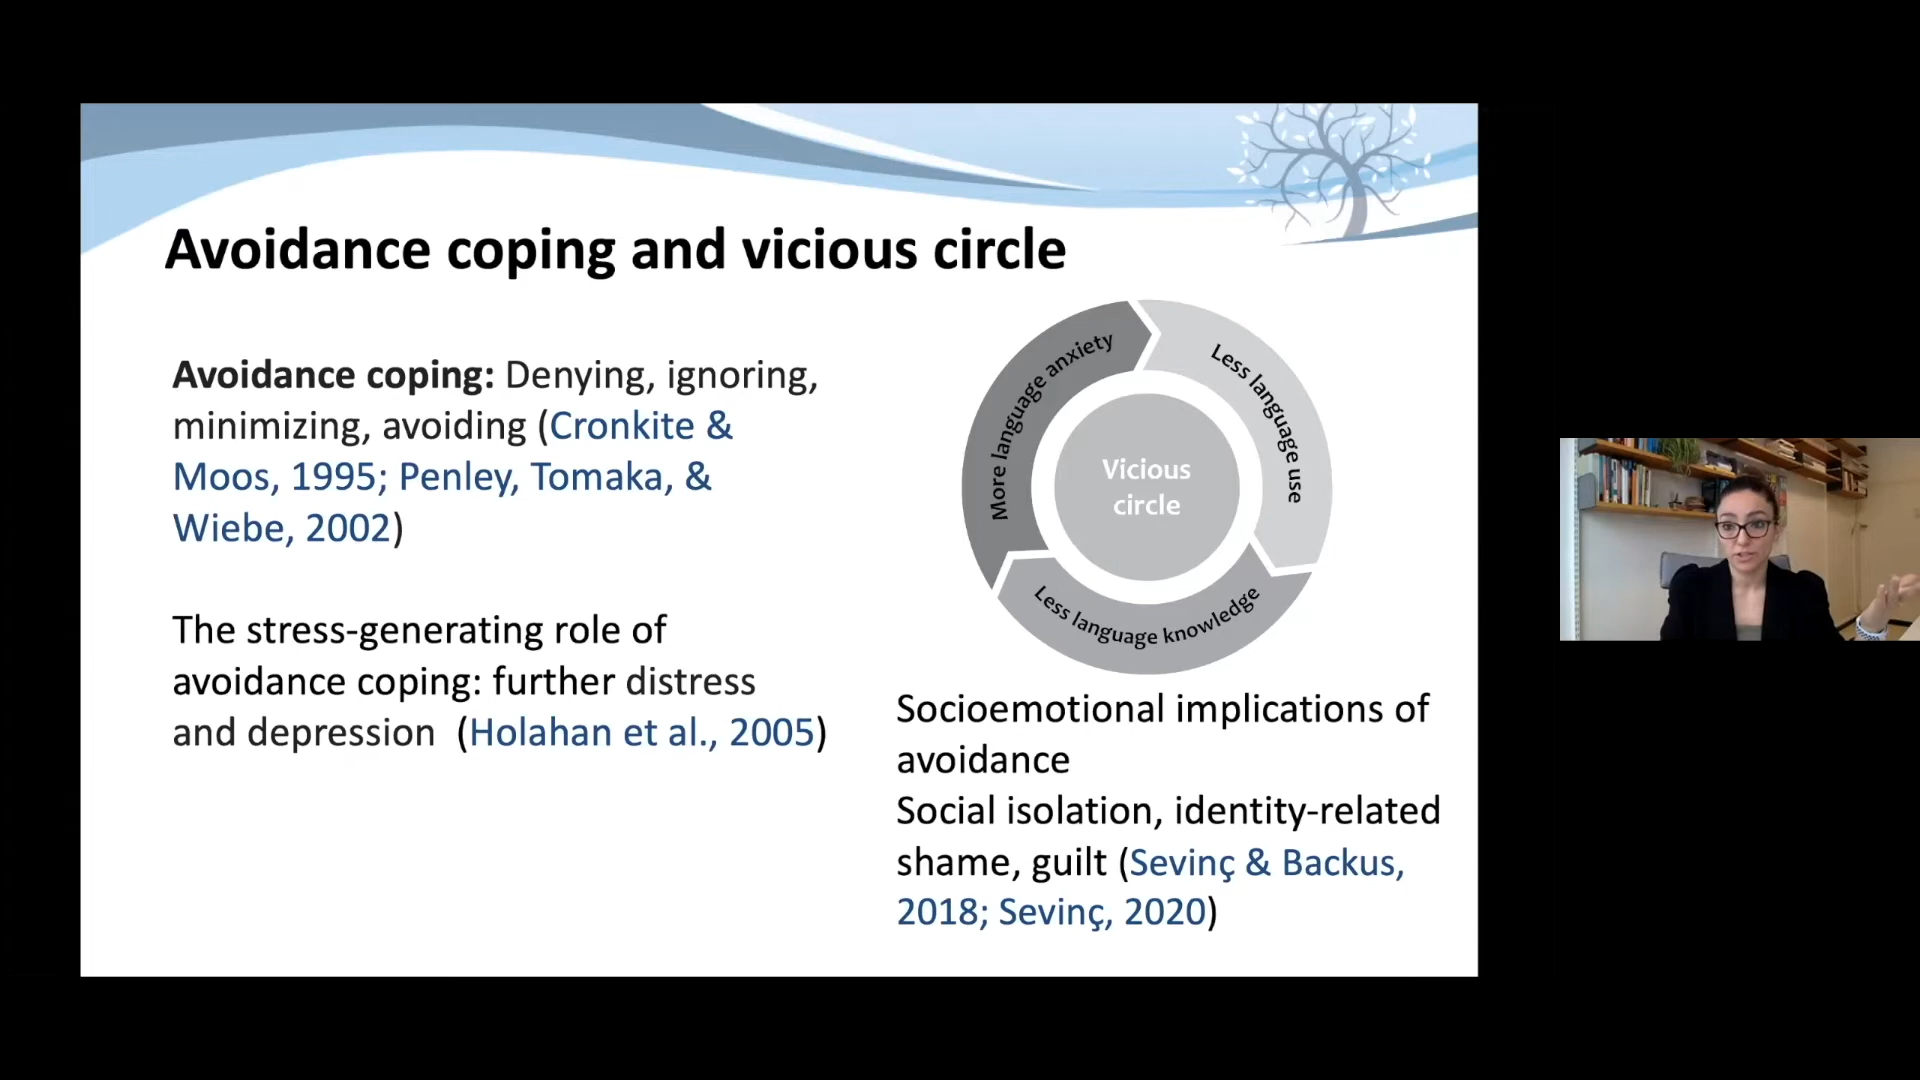 Avoidance coping and vicious circle
Avoidance coping: Denying, ignoring,
minimizing, avoiding (Cronkite &
Moos, 1995; Penley, Tomaka, &
Wiebe, 2002)
The stress-generating role of
avoidance coping: further distress
and depression (Holahan et al., 2005)
More language anxiety
Less language use
Less language knowledge
Vicious
circle
Socioemotional implications of
avoidance
Social isolation, identity-related
shame, guilt (Sevinç & Backus,
2018; Sevinç, 2020)